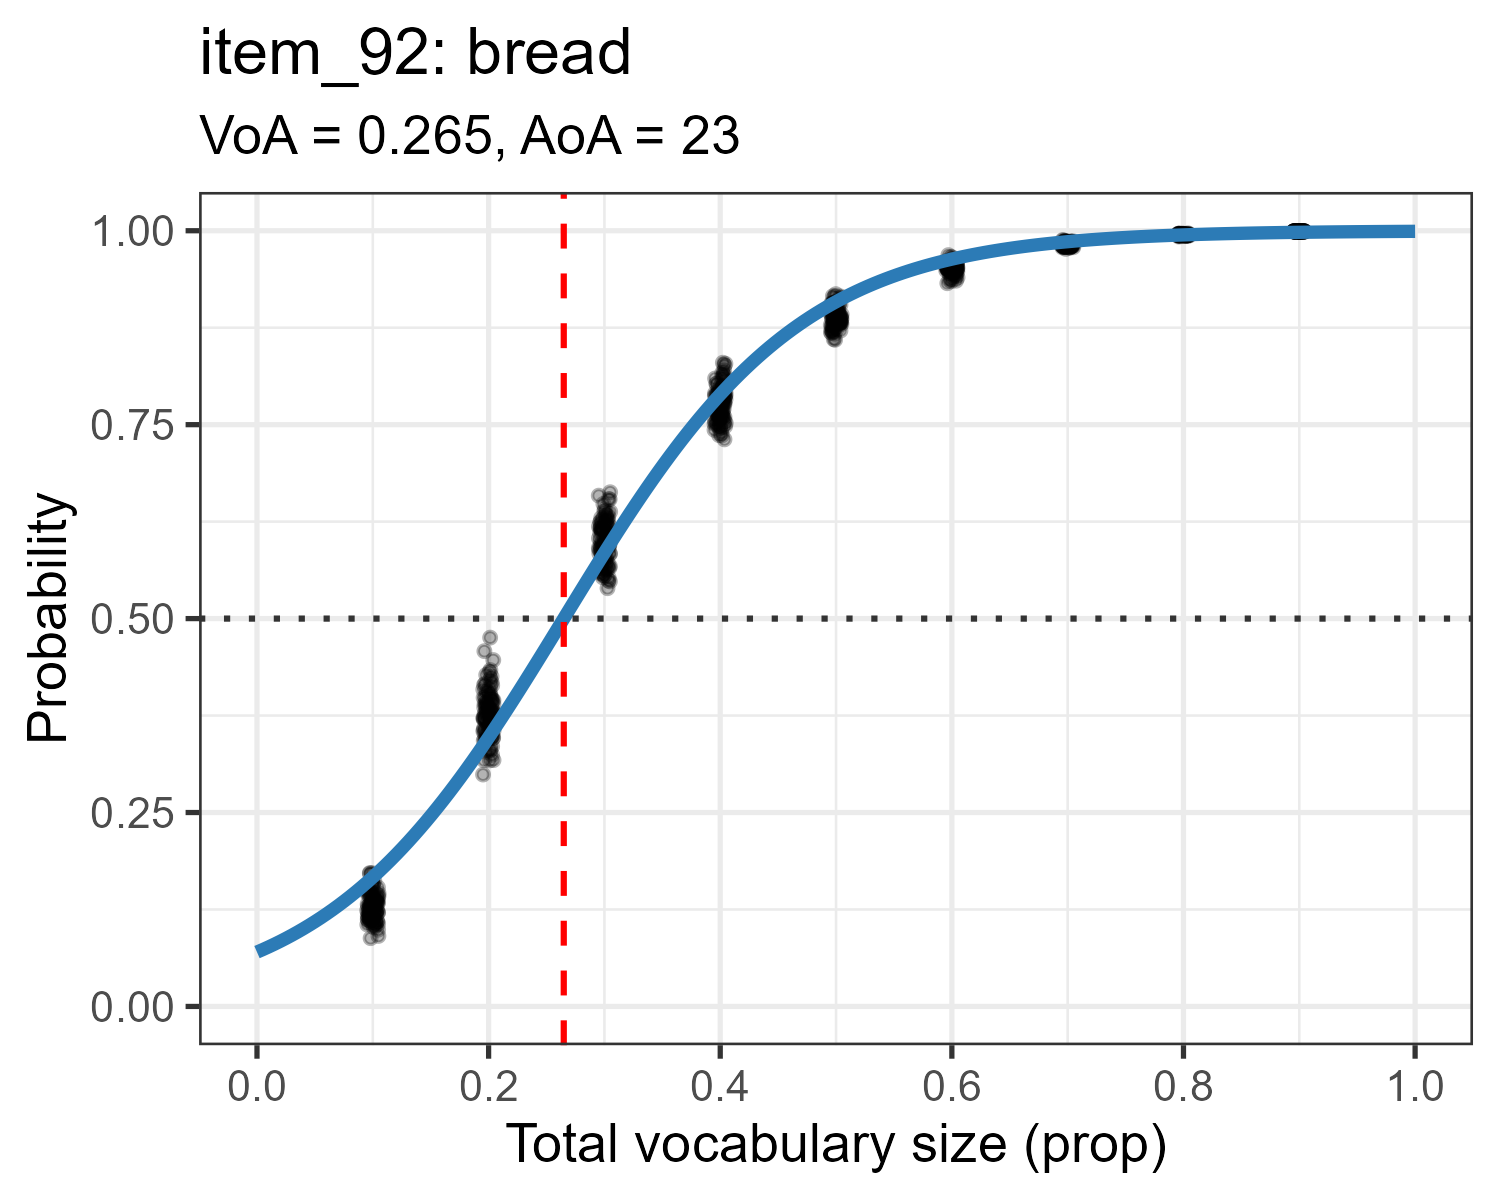 item_92: bread
VoA = 0.265, AoA = 23
1.00
0.75
0.50
0.25
0.00
Probability
0.0 0.2 0.4 0.6 0.8 1.0
Total vocabulary size (prop)